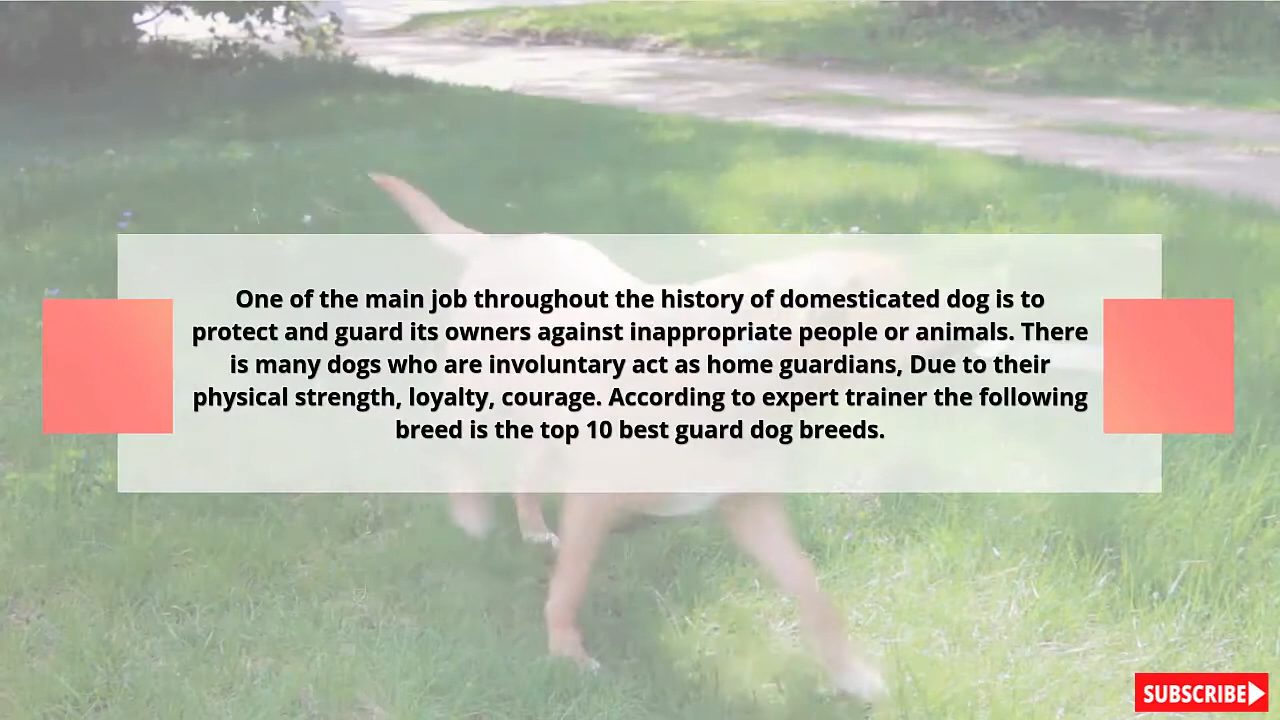 One of the main job throughout the history of domesticated dog is to
protect and guard its owners against inappropriate people or animals. There
is many dogs who are involuntary act as home guardians, Due to their
physical strength, loyalty, courage. According to expert trainer the following
breed is the top 10 best guard dog breeds.
SUBSCRIBE